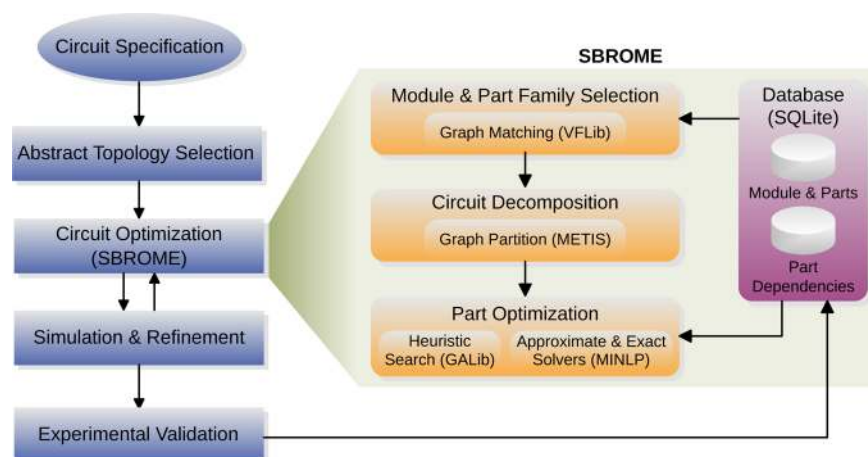 Circuit Specification
Abstract Topology Selection
Circuit Optimization
(SBROME)
Simulation & Refinement
Experimental Validation
SBROME
Module & Part Family Selection
Graph Matching (VFLib)
Circuit Decomposition
Graph Partition (METIS)
Part Optimization
Heuristic
Search (GALib)
Approximate & Exact
Solvers (MINLP)
Database
(SQLite)
Module & Parts
Part
Dependencies